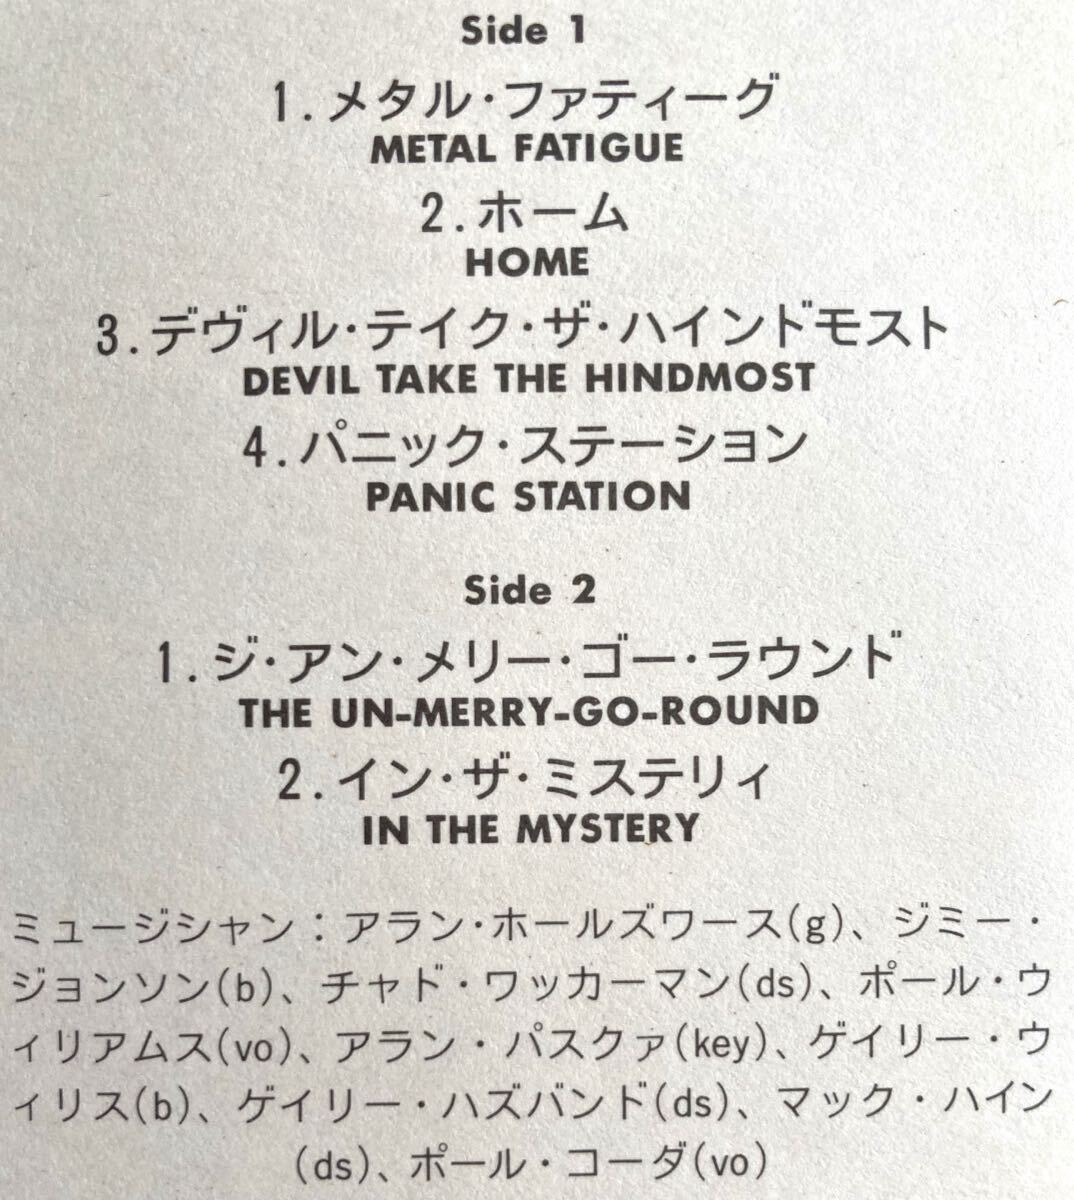 Side 1
1.メタル・ファティーグ
METAL FATIGUE
2.ホーム
HOME
3.デヴィル・テイク・ザ・ハインドモスト
DEVIL TAKE THE HINDMOST
4.パニック・ステーション
PANIC STATION
Side 2
1.ジ・アン・メリー・ゴー・ラウンド
THE UN-MERRY-GO-ROUND
2.イン・ザ・ミステリィ
IN THE MYSTERY
ミュージシャン：アラン・ホールズワース(g)、ジミー・
ジョンソン(b)、チャド・ワッカーマン(ds)、ポール・ウ
ィリアムス(vo)、アラン・パスクァ(key)、ゲイリー・ウ
ィリス(b)、ゲイリー・ハズバンド(ds)、マック・ハイン
(ds)、ポール・コーダ(vo)